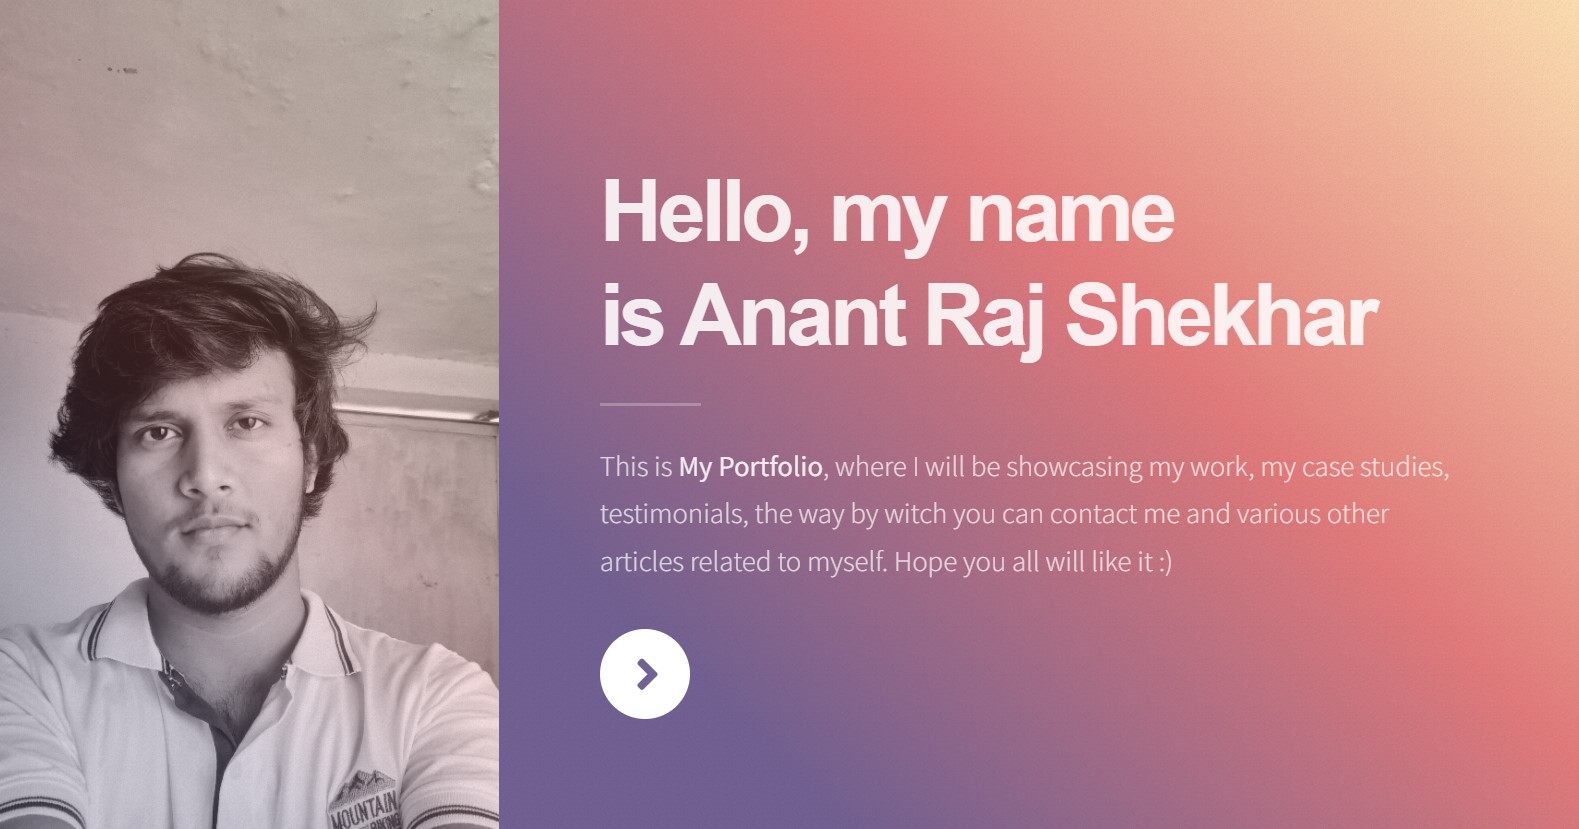 Hello, my name
is Anant Raj Shekhar
This is My Portfolio, where I will be showcasing my work, my case studies,
testimonials, the way by witch you can contact me and various other
articles related to myself. Hope you all will like it :)
MOUNTAIN
BIKING